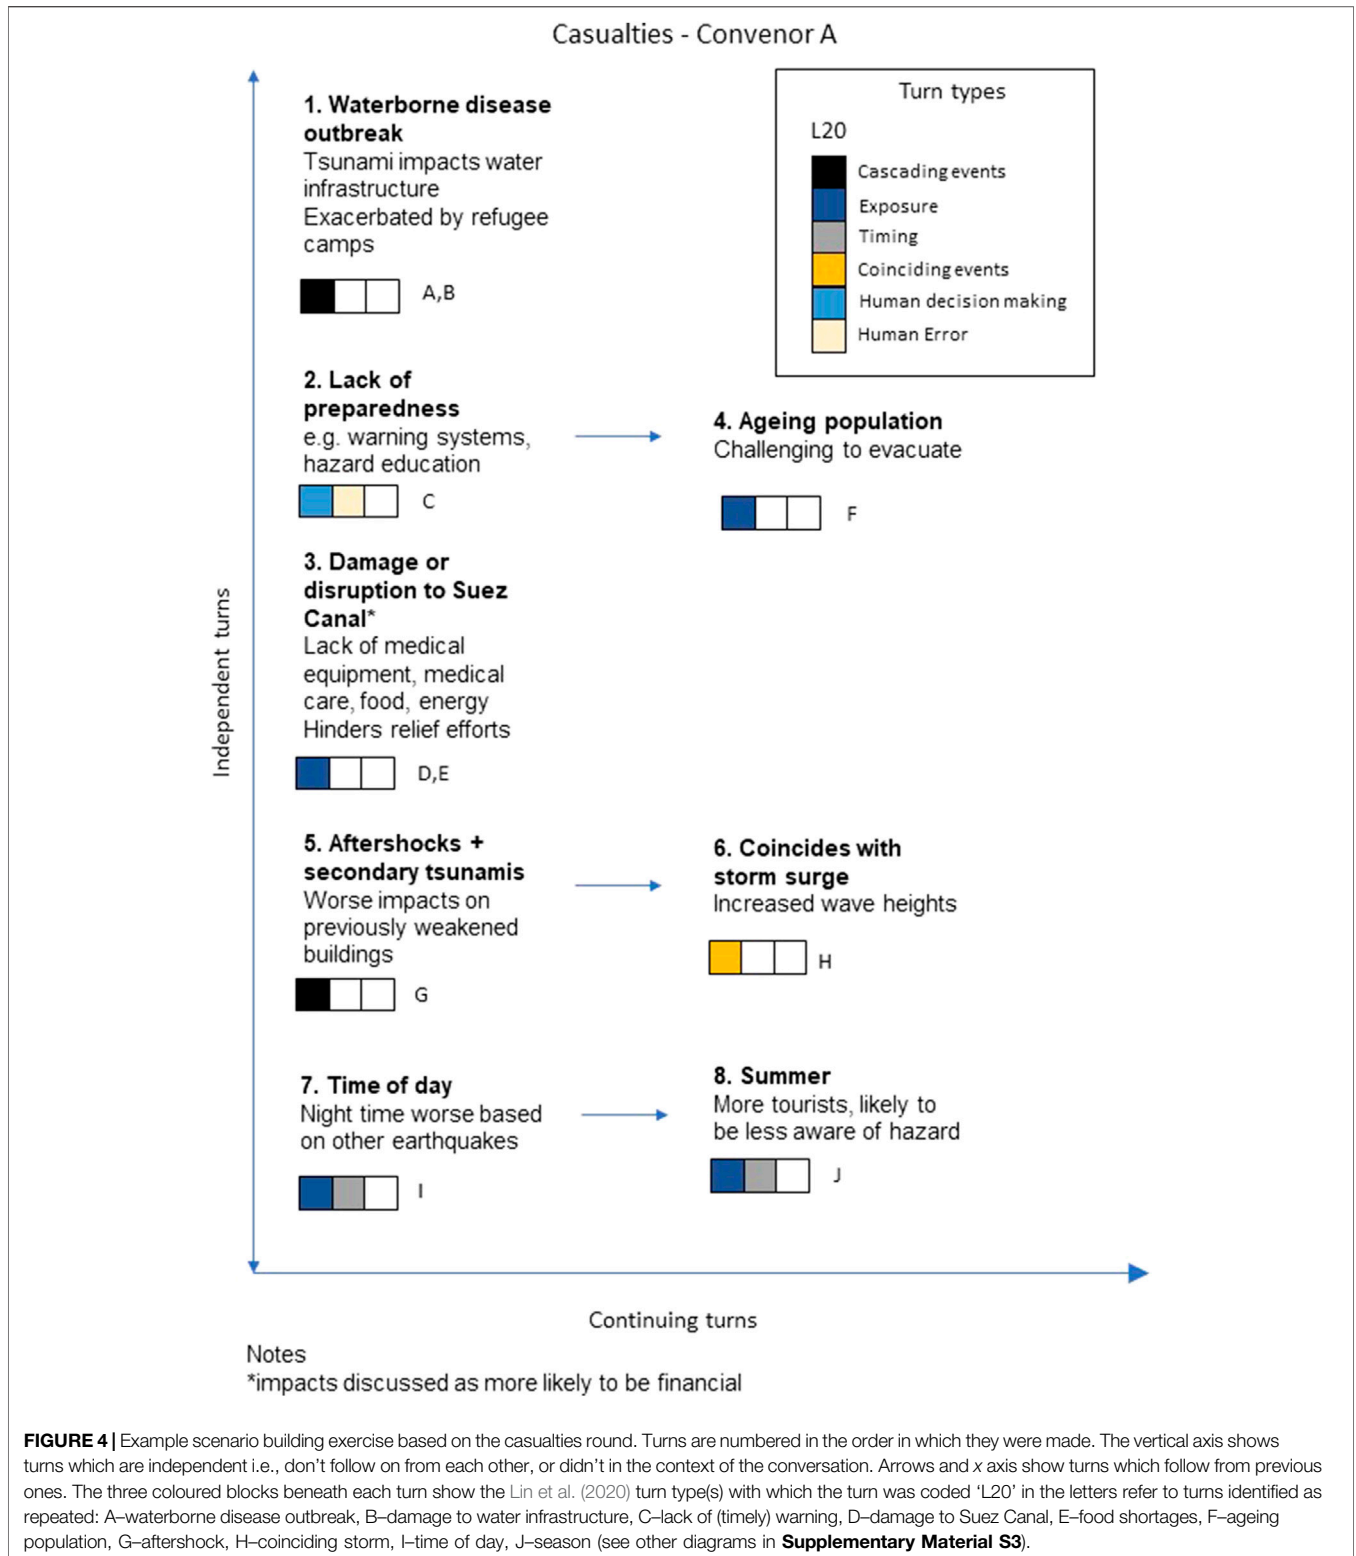 Casualties - Convenor A
Turn types
L20
Cascading events
Exposure
Timing
Coinciding events
Human decision making
Human Error
1. Waterborne disease
outbreak
Tsunami impacts water
infrastructure
Exacerbated by refugee
camps
A,B
2. Lack of
preparedness
e.g. warning systems,
hazard education
C
4. Ageing population
Challenging to evacuate
F
3. Damage or
disruption to Suez
Canal*
Lack of medical
equipment, medical
care, food, energy
Hinders relief efforts
D,E
5. Aftershocks +
secondary tsunamis
Worse impacts on
previously weakened
buildings
G
6. Coincides with
storm surge
Increased wave heights
H
7. Time of day
Night time worse based
on other earthquakes
I
8. Summer
More tourists, likely to
be less aware of hazard
J
Independent turns
Continuing turns
Notes
*impacts discussed as more likely to be financial
FIGURE 4 | Example scenario building exercise based on the casualties round. Turns are numbered in the order in which they were made. The vertical axis shows
turns which are independent i.e., don't follow on from each other, or didn't in the context of the conversation. Arrows and x axis show turns which follow from previous
ones. The three coloured blocks beneath each turn show the Lin et al. (2020) turn type(s) with which the turn was coded 'L20' in the letters refer to turns identified as
repeated: A–waterborne disease outbreak, B–damage to water infrastructure, C–lack of (timely) warning, D–damage to Suez Canal, E–food shortages, F–ageing
population, G–aftershock, H–coinciding storm, I–time of day, J–season (see other diagrams in Supplementary Material S3).